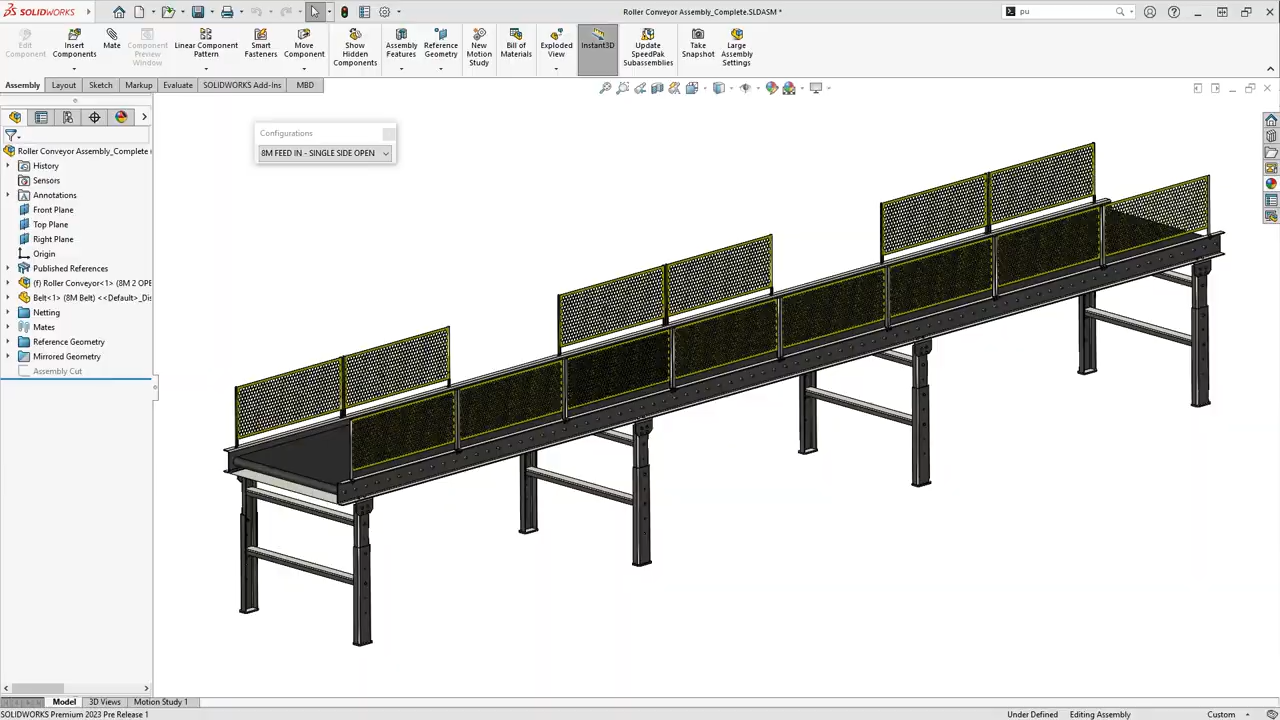 SOLIDWORKS
Roller Conveyor Assembly_Complete.SLDASM *
pu
Edit Component
Insert Components
Mate
Component Preview Window
Linear Component Pattern
Smart Fasteners
Move Component
Show Hidden Components
Assembly Features
Reference Geometry
New Motion Study
Bill of Materials
Exploded View
Instant3D
Update SpeedPak Subassemblies
Take Snapshot
Large Assembly Settings
Assembly Layout Sketch Markup Evaluate SOLIDWORKS Add-Ins MBD
Configurations
8M FEED IN - SINGLE SIDE OPEN
Roller Conveyor Assembly_Complete
History
Sensors
Annotations
Front Plane
Top Plane
Right Plane
Origin
Published References
(f) Roller Conveyor<1> (8M 2 OPE
Belt<1> (8M Belt) <<Default>_Dis
Netting
Mates
Reference Geometry
Mirrored Geometry
Assembly Cut
Model 3D Views Motion Study 1
SOLIDWORKS Premium 2023 Pre Release 1
Under Defined Editing Assembly Custom